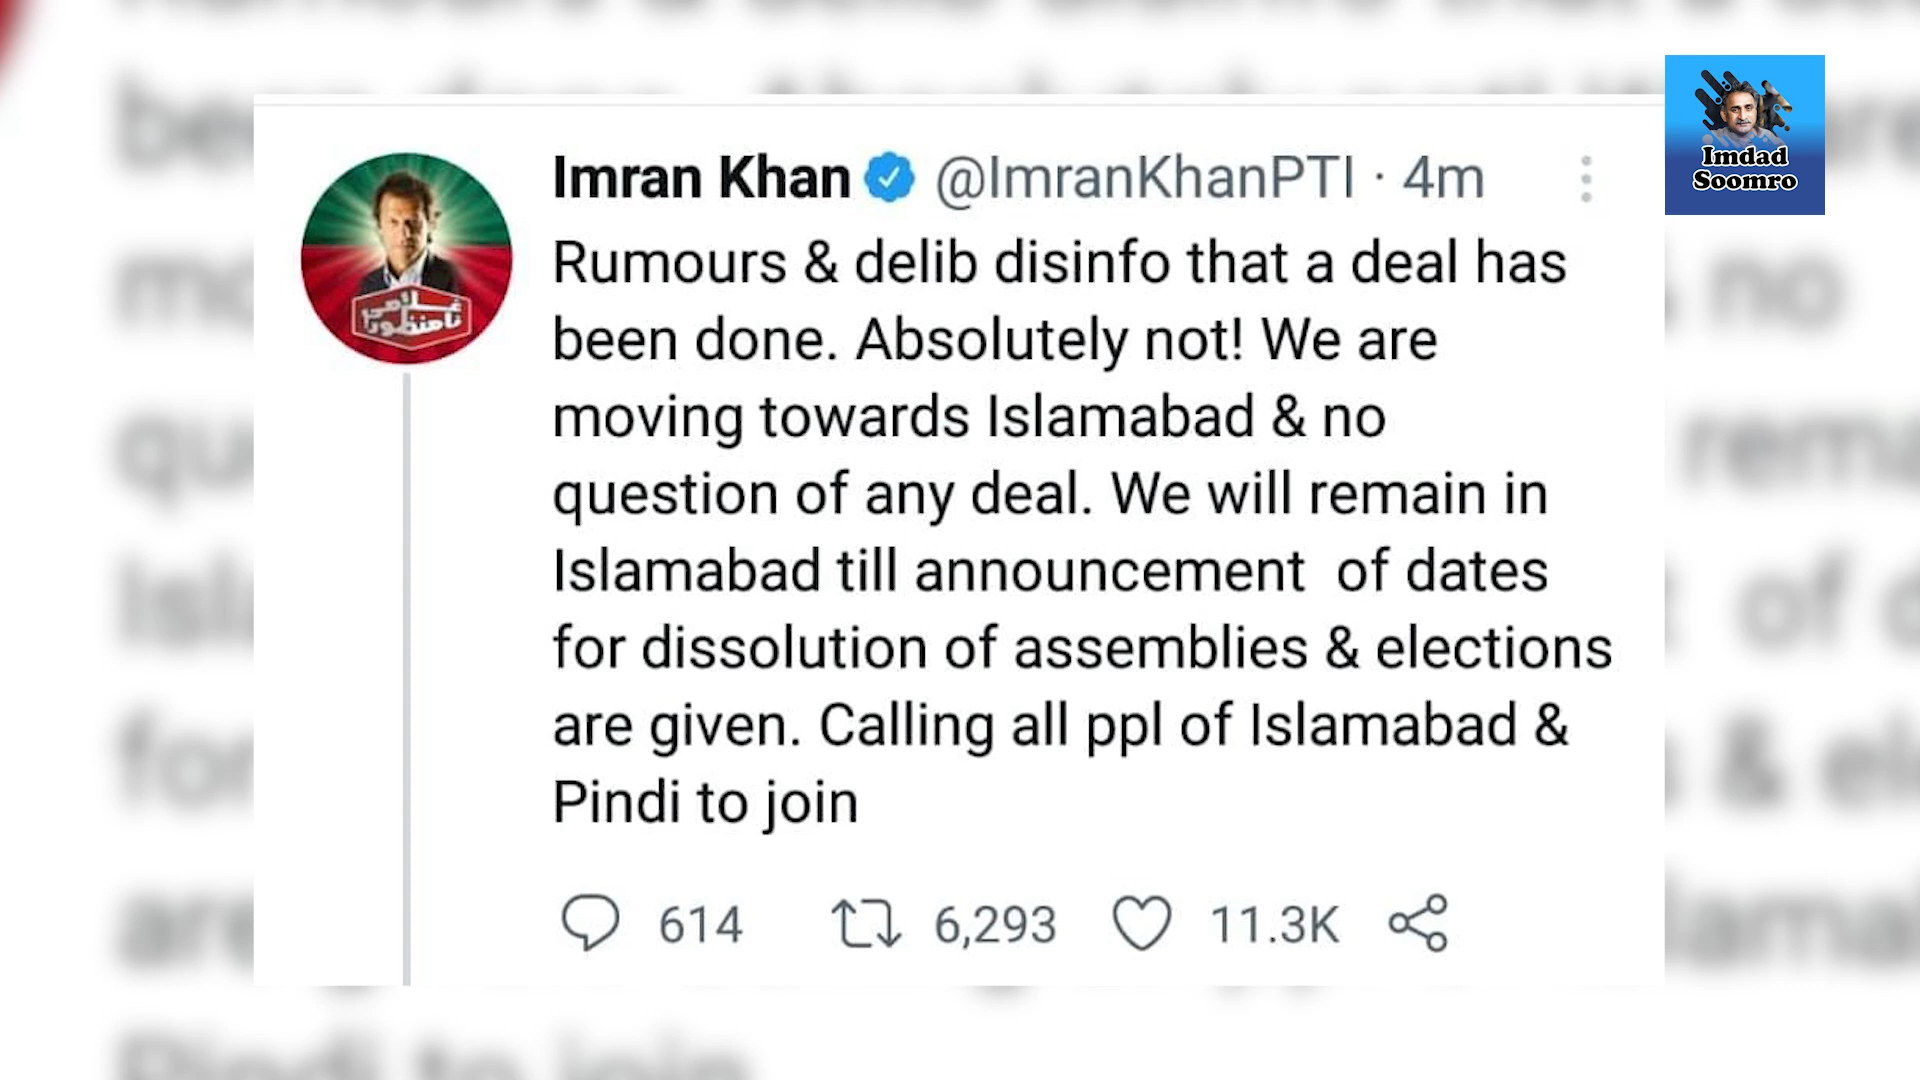 Imran Khan @ImranKhanPTI · 4m
غلامی
نامنظور
Rumours & delib disinfo that a deal has
been done. Absolutely not! We are
moving towards Islamabad & no
question of any deal. We will remain in
Islamabad till announcement  of dates
for dissolution of assemblies & elections
are given. Calling all ppl of Islamabad &
Pindi to join
614 6,293 11.3K
Imdad
Soomro